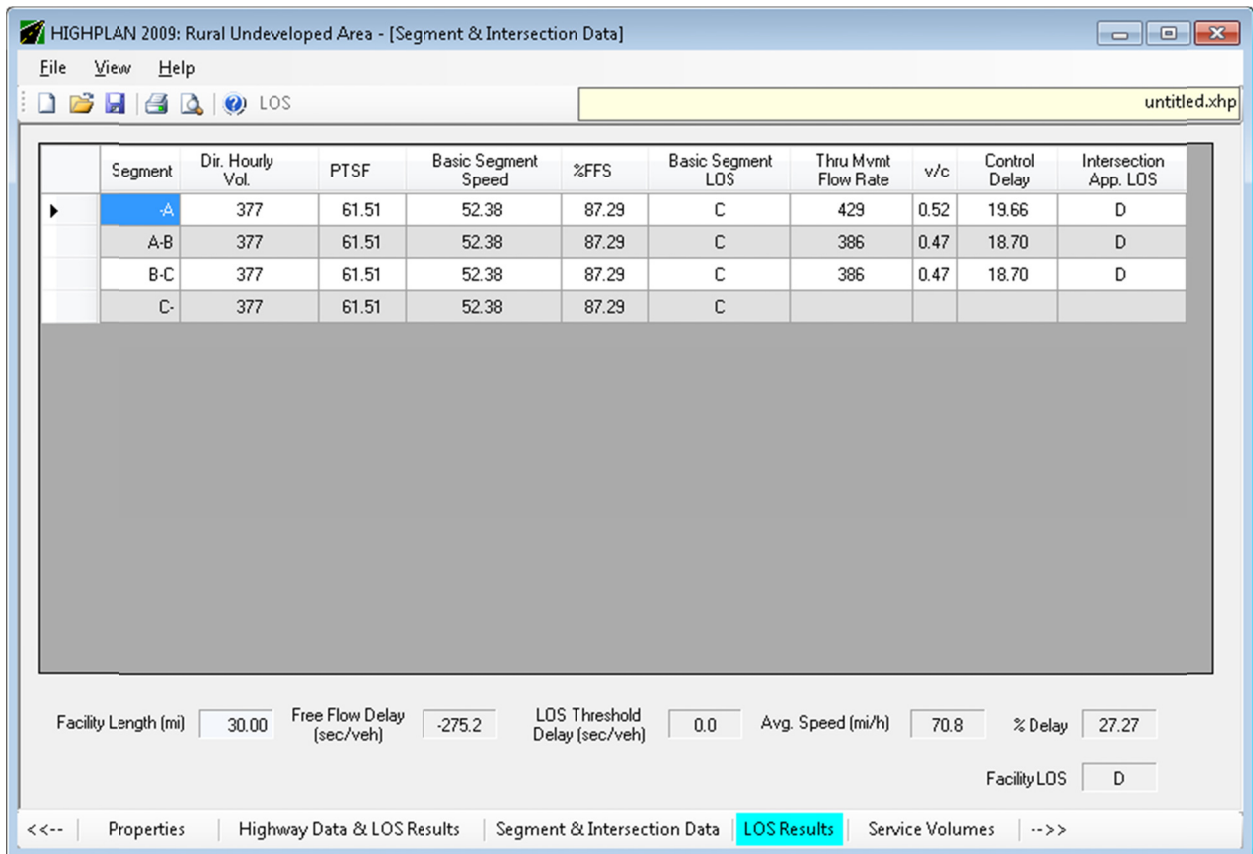 HIGHPLAN 2009: Rural Undeveloped Area - [Segment & Intersection Data]
File View Help
LOS untitled.xhp
Segment Dir. Hourly Vol. PTSF Basic Segment Speed %FFS Basic Segment LOS Thru Mvmt Flow Rate v/c Control Delay Intersection App. LOS
-A 377 61.51 52.38 87.29 C 429 0.52 19.66 D
A-B 377 61.51 52.38 87.29 C 386 0.47 18.70 D
B-C 377 61.51 52.38 87.29 C 386 0.47 18.70 D
C- 377 61.51 52.38 87.29 C
Facility Length (mi) 30.00 Free Flow Delay (sec/veh) -275.2 LOS Threshold Delay (sec/veh) 0.0 Avg. Speed (mi/h) 70.8 % Delay 27.27
Facility LOS D
<<-- Properties Highway Data & LOS Results Segment & Intersection Data LOS Results Service Volumes -->>